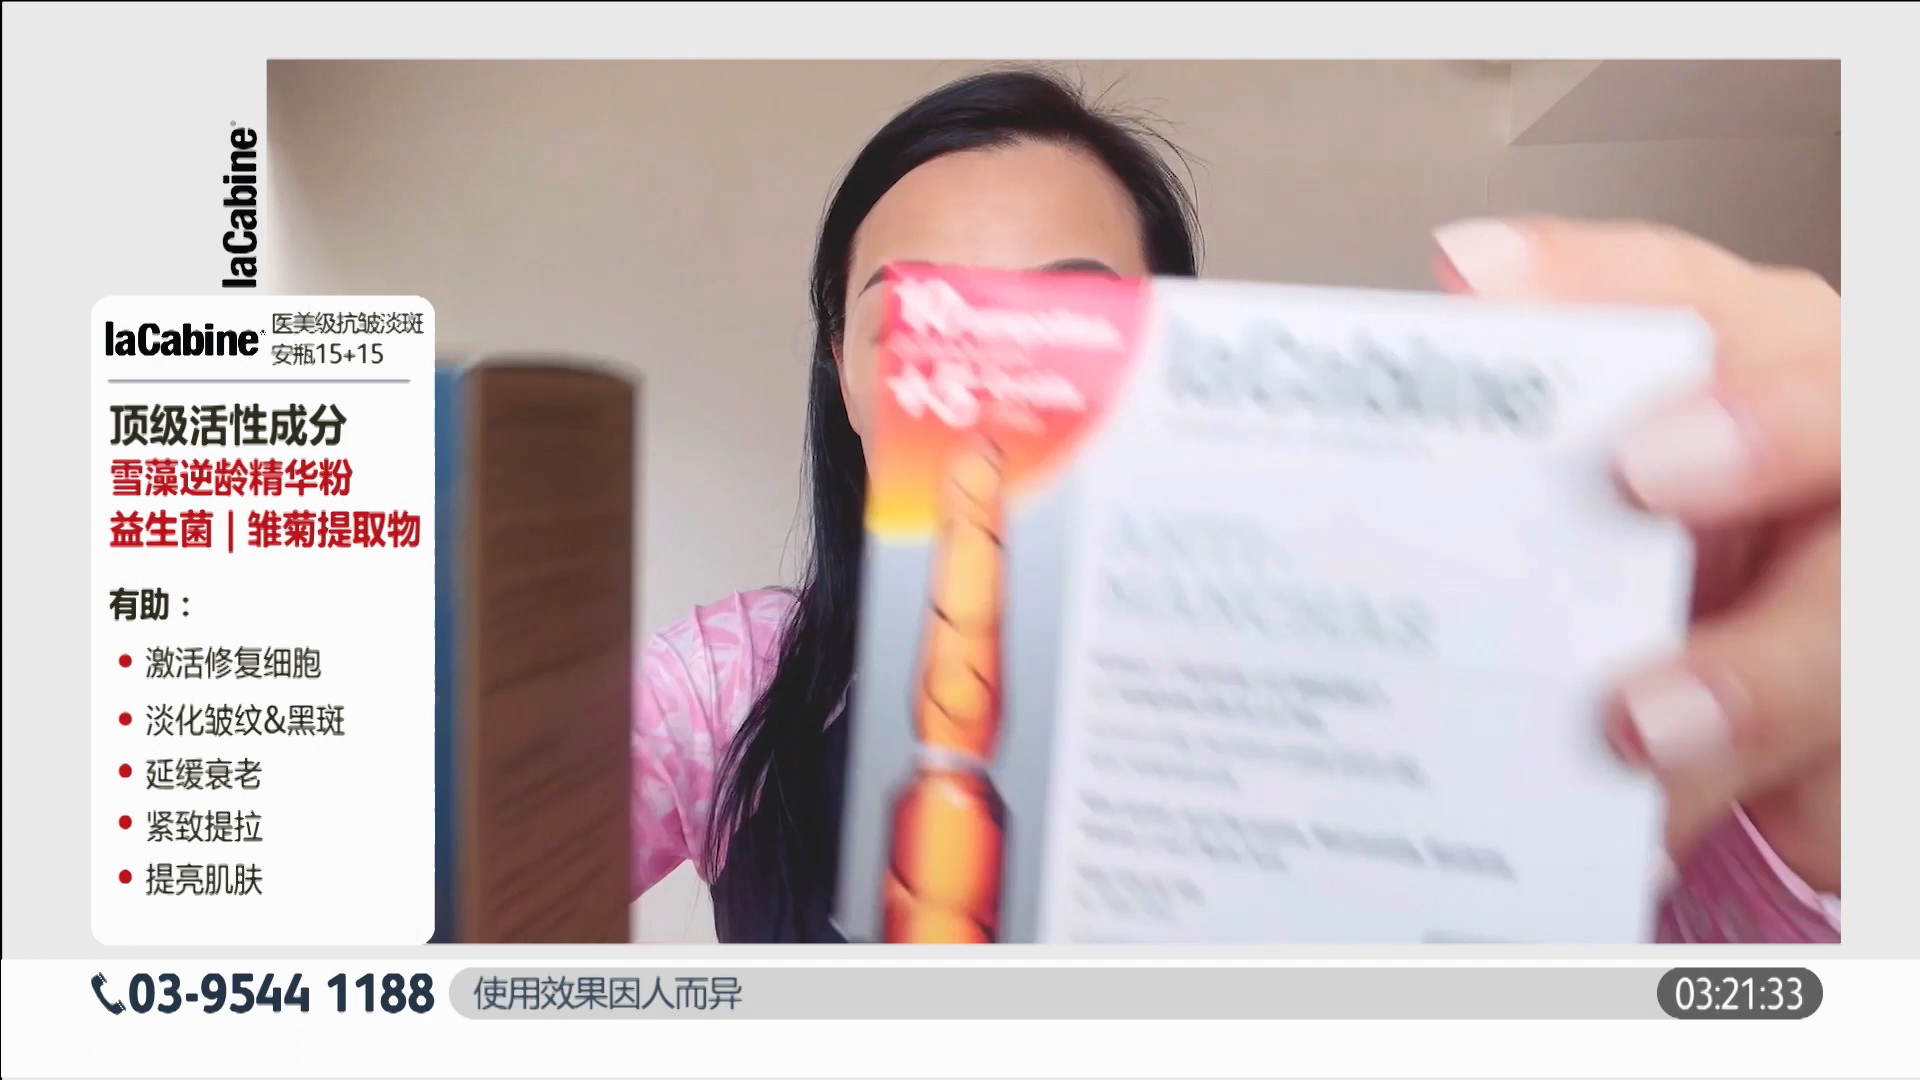 laCabine
laCabine
医美级抗皱淡斑
安瓶15+15
顶级活性成分
雪藻逆龄精华粉
益生菌 | 雏菊提取物
有助：
• 激活修复细胞
• 淡化皱纹&黑斑
• 延缓衰老
• 紧致提拉
• 提亮肌肤
laCabine
ANTI-
MANCHAS
03-9544 1188
使用效果因人而异
03:21:33